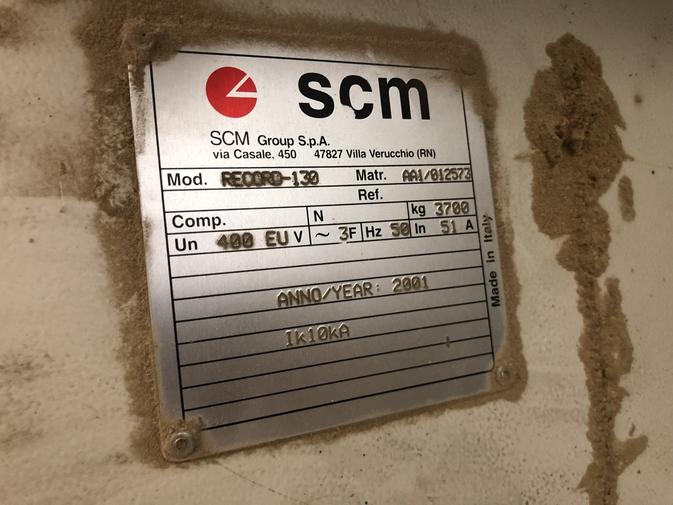 scm
SCM Group S.p.A.
via Casale, 450 47827 Villa Verucchio (RN)
Mod. RECORD-130 Matr. AA1/012573
Ref.
Comp. N kg 3700
Un 400 EU V ~ 3F Hz 50 In 51 A
ANNO/YEAR: 2001
Ik10kA
Made in Italy